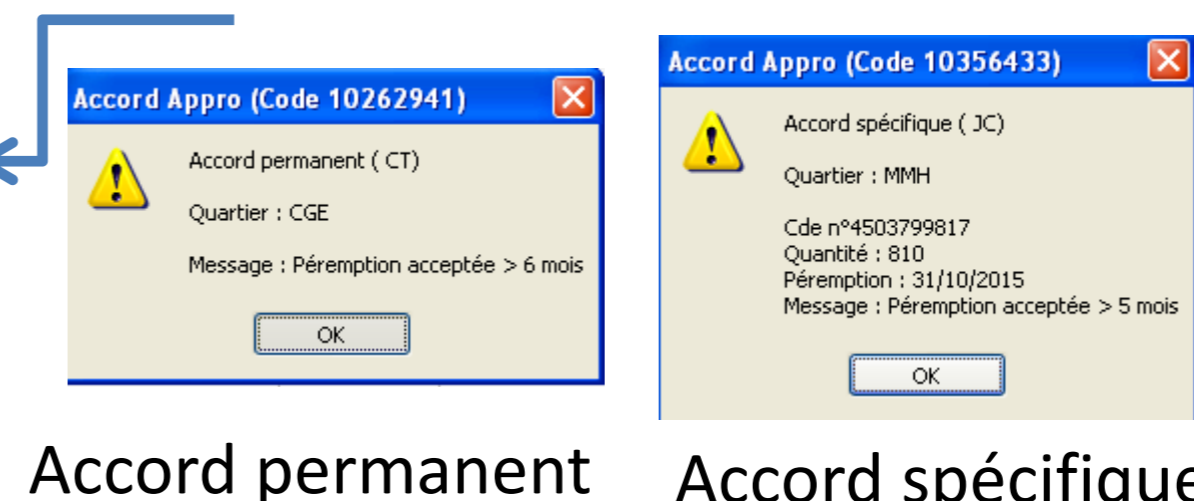 Accord Appro (Code 10262941)
Accord permanent ( CT)
Quartier : CGE
Message : Péremption acceptée > 6 mois
OK
Accord permanent
Accord Appro (Code 10356433)
Accord spécifique ( JC)
Quartier : MMH
Cde n°4503799817
Quantité : 810
Péremption : 31/10/2015
Message : Péremption acceptée > 5 mois
OK
Accord spécifique